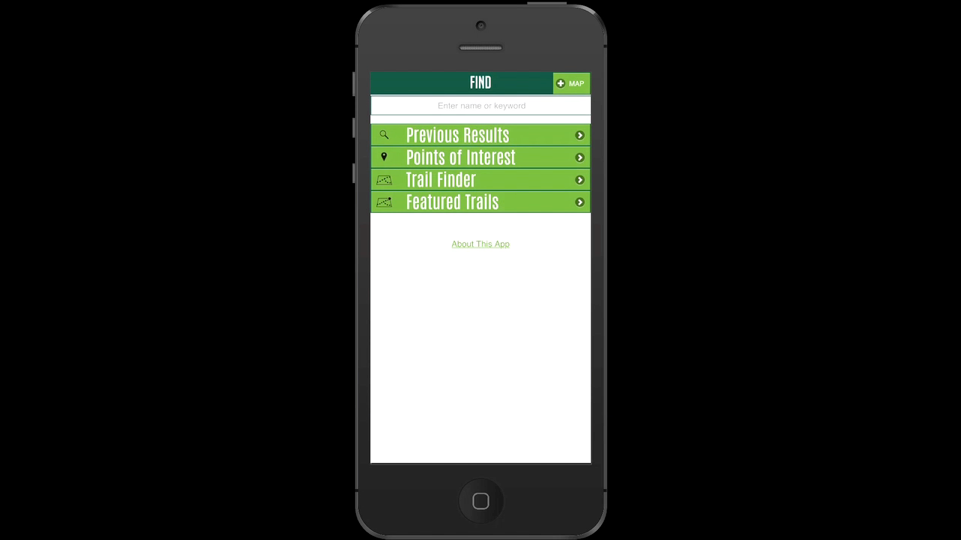 FIND
MAP
Enter name or keyword
Previous Results
Points of Interest
Trail Finder
Featured Trails
About This App